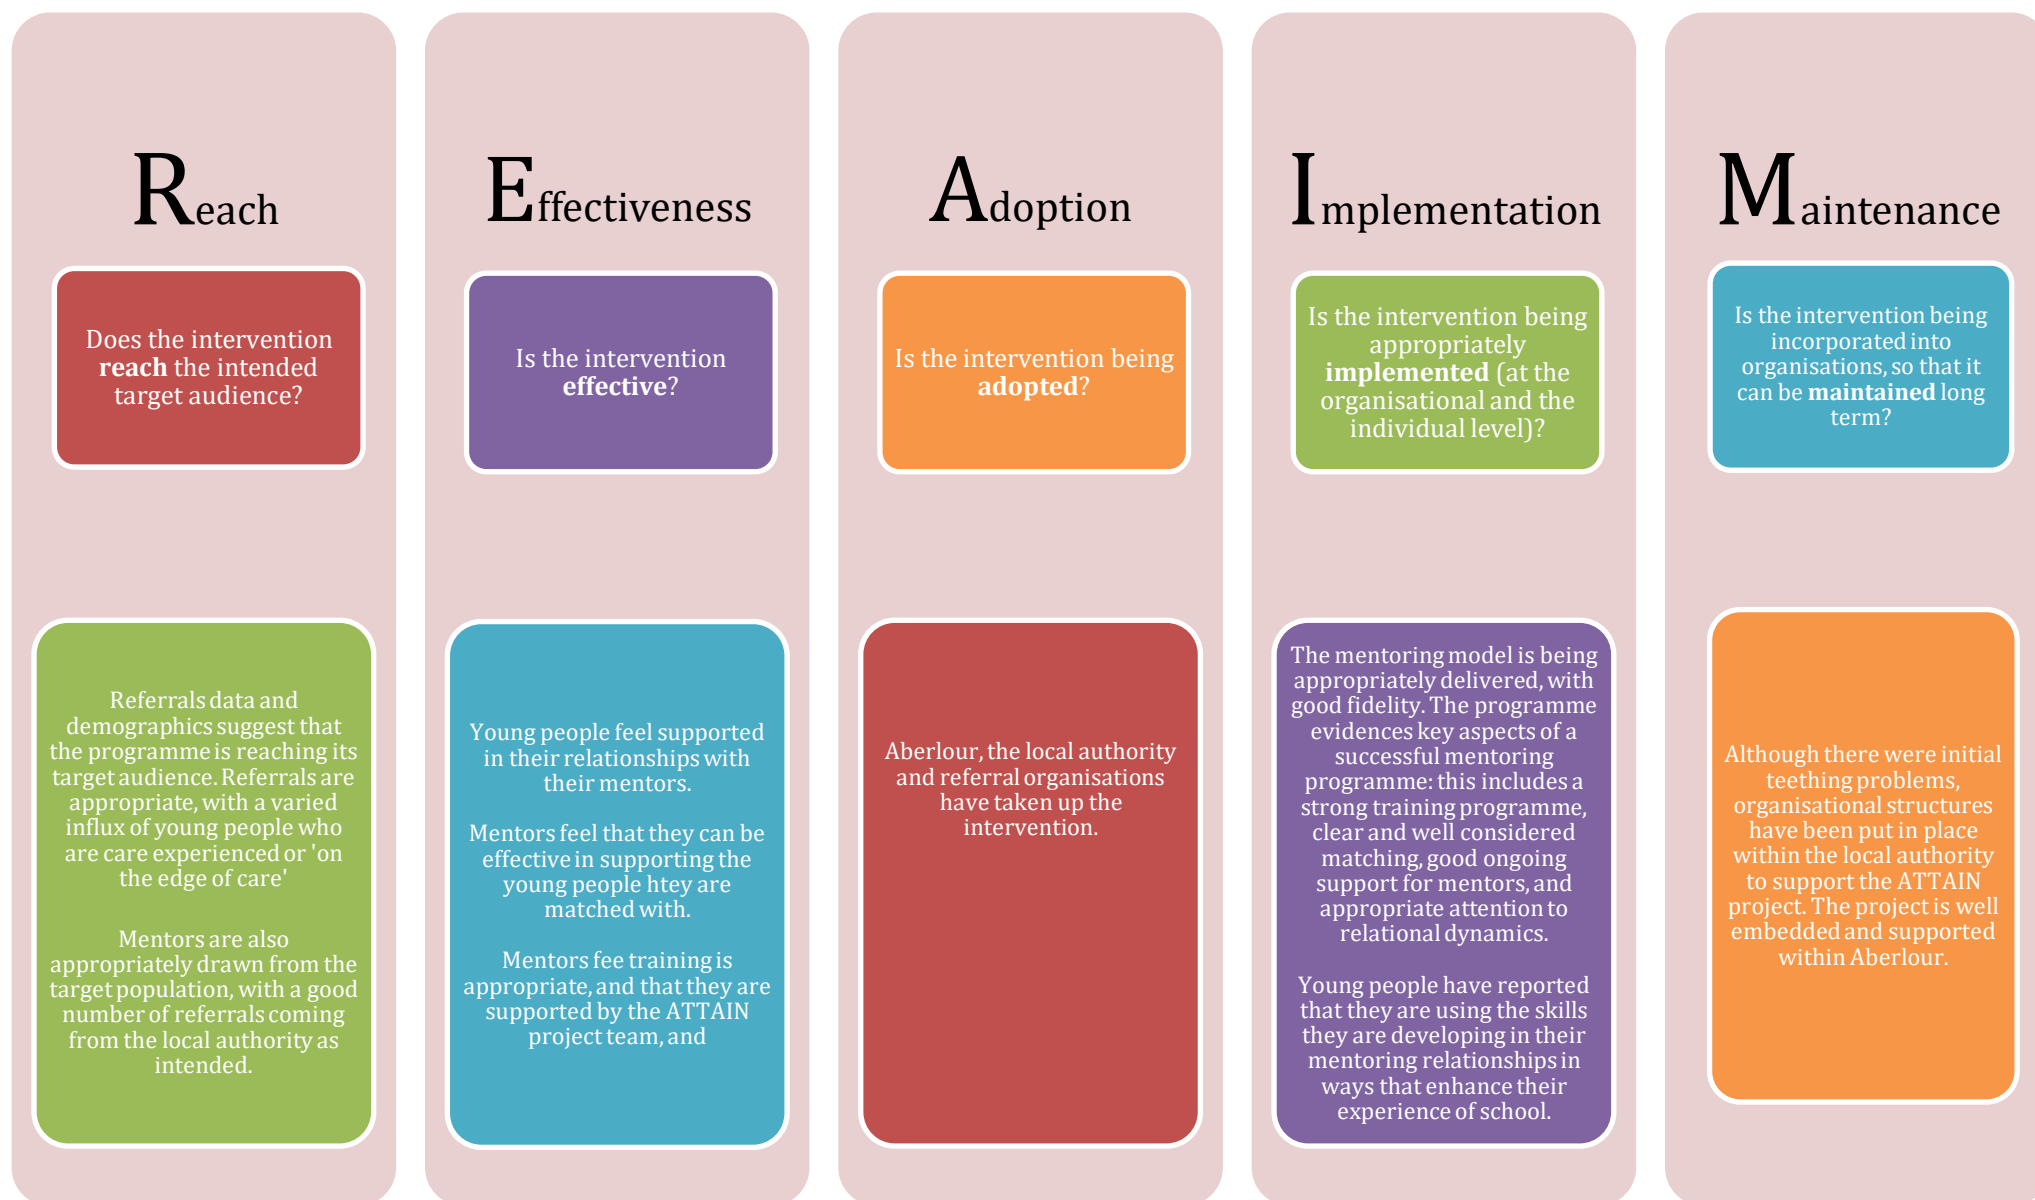 Reach
Does the intervention
reach the intended
target audience?
Referrals data and
demographics suggest that
the programme is reaching its
target audience. Referrals are
appropriate, with a varied
influx of young people who
are care experienced or 'on
the edge of care'
Mentors are also
appropriately drawn from the
target population, with a good
number of referrals coming
from the local authority as
intended.
Effectiveness
Is the intervention
effective?
Young people feel supported
in their relationships with
their mentors.
Mentors feel that they can be
effective in supporting the
young people htey are
matched with.
Mentors fee training is
appropriate, and that they are
supported by the ATTAIN
project team, and
Adoption
Is the intervention being
adopted?
Aberlour, the local authority
and referral organisations
have taken up the
intervention.
Implementation
Is the intervention being
appropriately
implemented (at the
organisational and the
individual level)?
The mentoring model is being
appropriately delivered, with
good fidelity. The programme
evidences key aspects of a
successful mentoring
programme: this includes a
strong training programme,
clear and well considered
matching, good ongoing
support for mentors, and
appropriate attention to
relational dynamics.
Young people have reported
that they are using the skills
they are developing in their
mentoring relationships in
ways that enhance their
experience of school.
Maintenance
Is the intervention being
incorporated into
organisations, so that it
can be maintained long
term?
Although there were initial
teething problems,
organisational structures
have been put in place
within the local authority
to support the ATTAIN
project. The project is well
embedded and supported
within Aberlour.